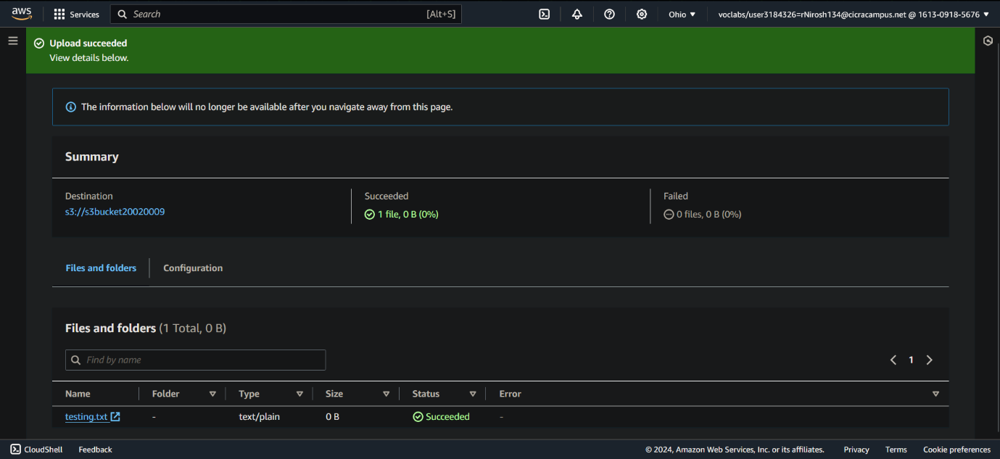 aws Services Search [Alt+S] Ohio voclabs/user3184326=rNirosh134@cicracampus.net @ 1613-0918-5676
Upload succeeded
View details below.
The information below will no longer be available after you navigate away from this page.
Summary
Destination Succeeded Failed
s3://s3bucket20020009 1 file, 0 B (0%) 0 files, 0 B (0%)
Files and folders Configuration
Files and folders (1 Total, 0 B)
Find by name 1
Name Folder Type Size Status Error
testing.txt - text/plain 0 B Succeeded -
CloudShell Feedback © 2024, Amazon Web Services, Inc. or its affiliates. Privacy Terms Cookie preferences